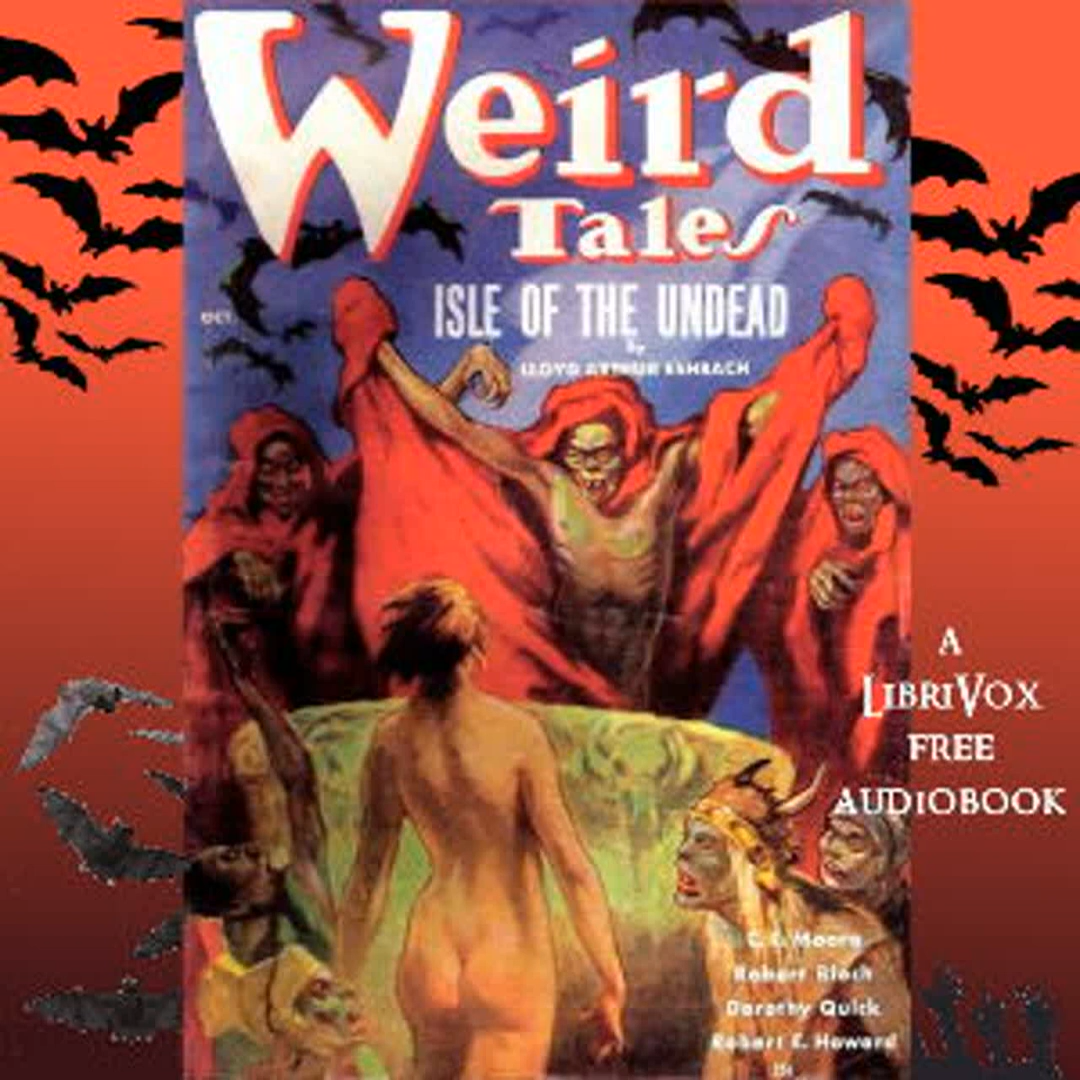 Weird
Tales
OCT.
ISLE OF THE UNDEAD
By
LLOYD ARTHUR ESHBACH
A
LIBRIVOX
FREE
AUDIOBOOK
C. L. Moore
Robert Bloch
Dorothy Quick
Robert E. Howard
25¢